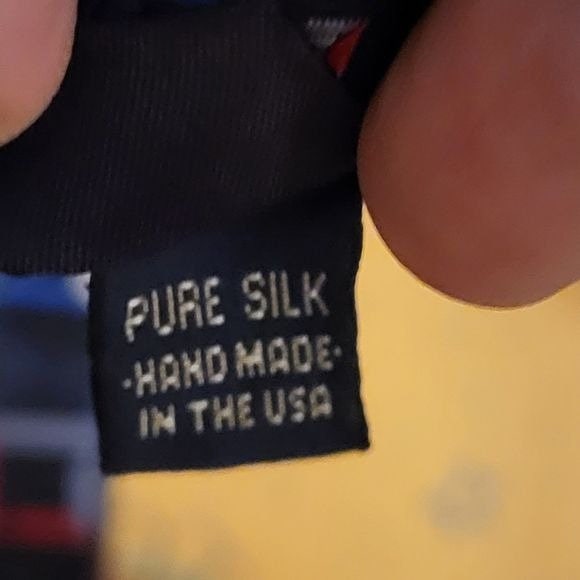 PURE SILK
-HAND MADE-
IN THE USA